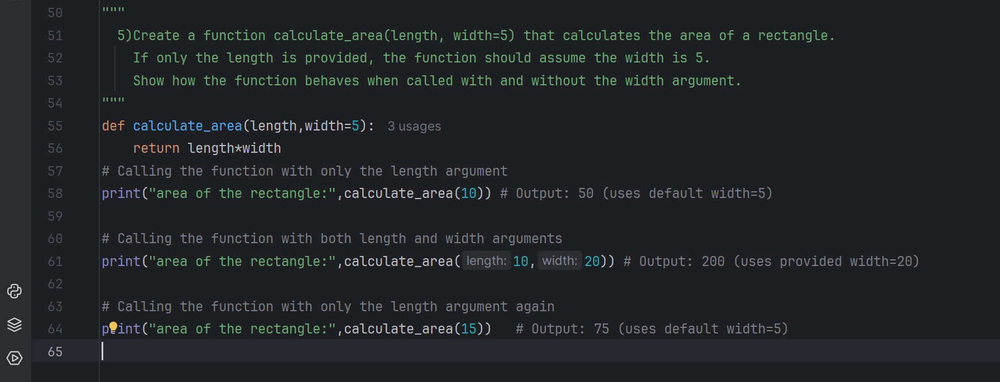 50 """
51 5)Create a function calculate_area(length, width=5) that calculates the area of a rectangle.
52 If only the length is provided, the function should assume the width is 5.
53 Show how the function behaves when called with and without the width argument.
54 """
55 def calculate_area(length,width=5): 3 usages
56 return length*width
57 # Calling the function with only the length argument
58 print("area of the rectangle:",calculate_area(10)) # Output: 50 (uses default width=5)
59
60 # Calling the function with both length and width arguments
61 print("area of the rectangle:",calculate_area(length: 10,width: 20)) # Output: 200 (uses provided width=20)
62
63 # Calling the function with only the length argument again
64 print("area of the rectangle:",calculate_area(15)) # Output: 75 (uses default width=5)
65